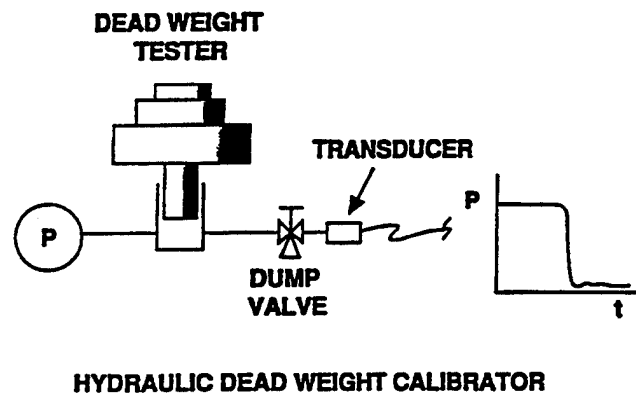 DEAD WEIGHT
TESTER
TRANSDUCER
P
P
DUMP
VALVE
t
HYDRAULIC DEAD WEIGHT CALIBRATOR